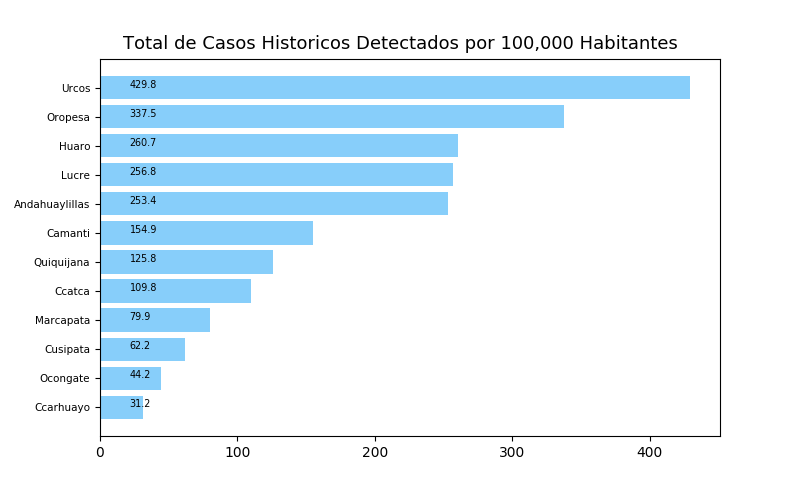 Total de Casos Historicos Detectados por 100,000 Habitantes
Urcos 429.8
Oropesa 337.5
Huaro 260.7
Lucre 256.8
Andahuaylillas 253.4
Camanti 154.9
Quiquijana 125.8
Ccatca 109.8
Marcapata 79.9
Cusipata 62.2
Ocongate 44.2
Ccarhuayo 31.2
0 100 200 300 400